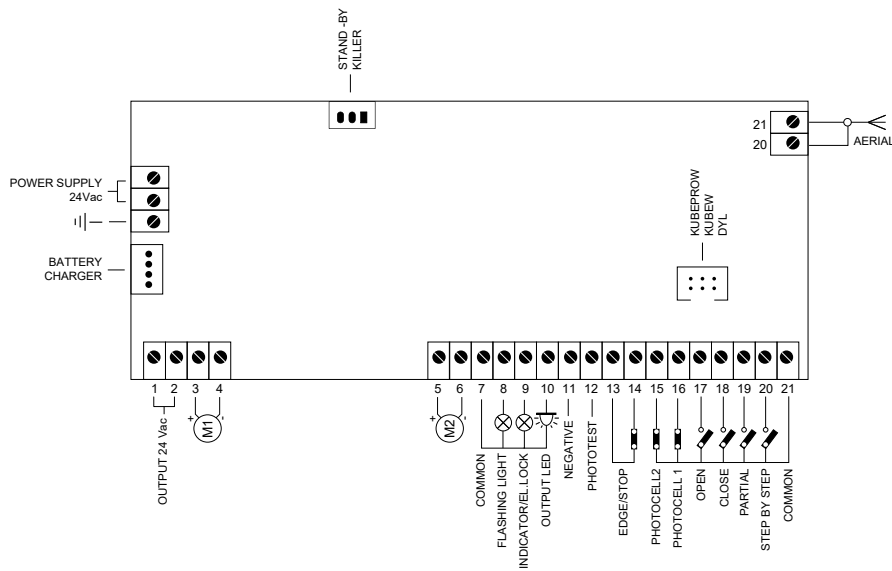 STAND -BY
KILLER
21
20
AERIAL
POWER SUPPLY
24Vac
BATTERY
CHARGER
KUBEPROW
KUBEW
DYL
1 2 3 4
+ M1 -
OUTPUT 24 Vac
5 6 7 8 9 10 11 12 13 14 15 16 17 18 19 20 21
+ M2 -
COMMON
FLASHING LIGHT
INDICATOR/EL.LOCK
OUTPUT LED
NEGATIVE
PHOTOTEST
EDGE/STOP
PHOTOCELL2
PHOTOCELL 1
OPEN
CLOSE
PARTIAL
STEP BY STEP
COMMON